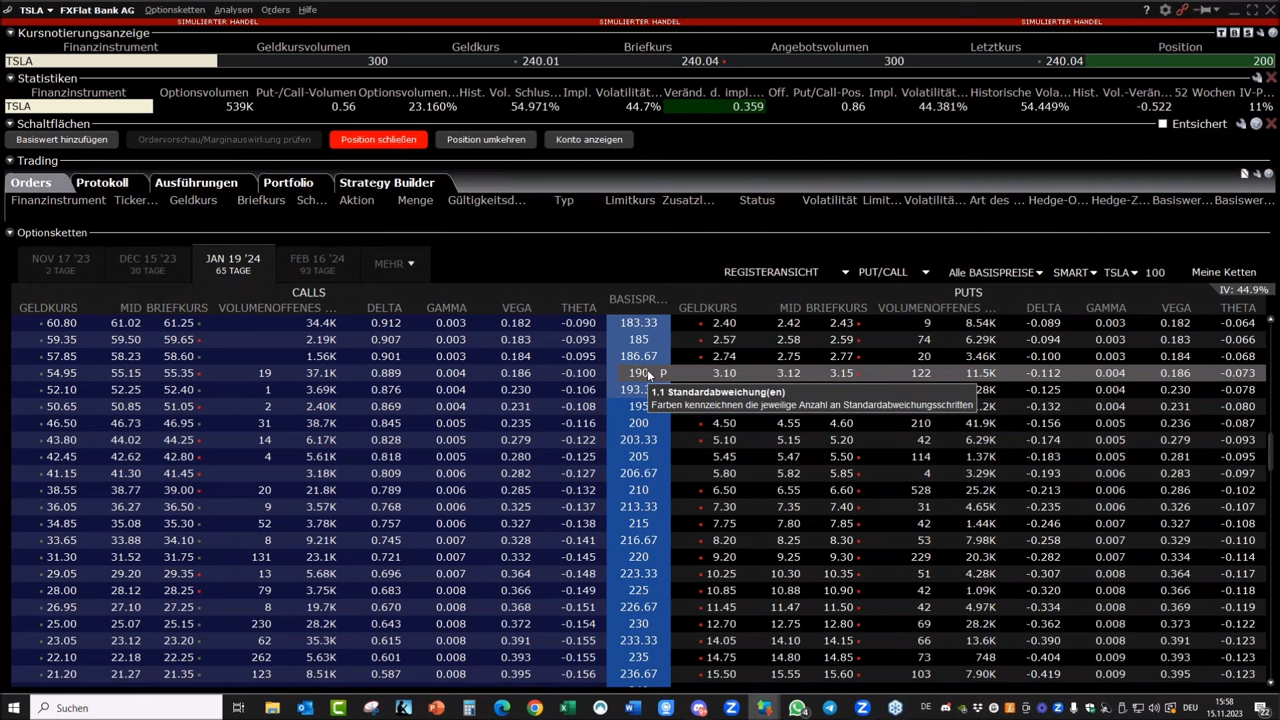 TSLA FXFlat Bank AG Optionsketten Analysen Orders Hilfe
SIMULIERTER HANDEL SIMULIERTER HANDEL SIMULIERTER HANDEL
Kursnotierungsanzeige
Finanzinstrument Geldkursvolumen Geldkurs Briefkurs Angebotsvolumen Letztkurs Position
TSLA 300 240.01 240.04 300 240.04 200
Statistiken
Finanzinstrument Optionsvolumen Put-/Call-Volumen Optionsvolumen... Hist. Vol. Schlus... Impl. Volatilität... Veränd. d. impl.... Off. Put/Call-Pos. Impl. Volatilität... Historische Vola... Hist. Vol.-Verän... 52 Wochen IV-P...
TSLA 539K 0.56 23.160% 54.971% 44.7% 0.359 0.86 44.381% 54.449% -0.522 11%
Schaltflächen
Basiswert hinzufügen Ordervorschau/Marginauswirkung prüfen Position schließen Position umkehren Konto anzeigen Entsichert
Trading
Orders Protokoll Ausführungen Portfolio Strategy Builder
Finanzinstrument Ticker... Geldkurs Briefkurs Sch... Aktion Menge Gültigkeitsd... Typ Limitkurs Zusatzl... Status Volatilität Limit... Volatilitä... Art des ... Hedge-O... Hedge-Z... Basiswer... Basiswer...
Optionsketten
NOV 17 '23 DEC 15 '23 JAN 19 '24 FEB 16 '24 MEHR
2 TAGE 30 TAGE 65 TAGE 93 TAGE
REGISTERANSICHT PUT/CALL Alle BASISPREISE SMART TSLA 100 Meine Ketten
IV: 44.9%
CALLS BASISPR... PUTS
GELDKURS MID BRIEFKURS VOLUMEN OFFENES ... DELTA GAMMA VEGA THETA GELDKURS MID BRIEFKURS VOLUMEN OFFENES ... DELTA GAMMA VEGA THETA
60.80 61.02 61.25 34.4K 0.912 0.003 0.182 -0.090 183.33 2.40 2.42 2.43 9 8.54K -0.089 0.003 0.182 -0.064
59.35 59.50 59.65 2.19K 0.907 0.003 0.183 -0.093 185 2.57 2.58 2.59 74 6.29K -0.094 0.003 0.183 -0.066
57.85 58.23 58.60 1.56K 0.901 0.003 0.184 -0.095 186.67 2.74 2.75 2.77 20 3.46K -0.100 0.003 0.184 -0.068
54.95 55.15 55.35 19 37.1K 0.889 0.004 0.186 -0.100 190 P 3.10 3.12 3.15 122 11.5K -0.112 0.004 0.186 -0.073
52.10 52.25 52.40 1 3.69K 0.876 0.004 0.230 -0.106 193. 28K -0.125 0.004 0.230 -0.078
1.1 Standardabweichung(en)
Farben kennzeichnen die jeweilige Anzahl an Standardabweichungsschritten
50.65 50.85 51.05 2 2.40K 0.869 0.004 0.231 -0.108 195 .2K -0.132 0.004 0.231 -0.080
46.50 46.73 46.95 31 38.7K 0.845 0.005 0.235 -0.116 200 4.50 4.55 4.60 210 41.9K -0.156 0.005 0.236 -0.087
43.80 44.02 44.25 14 6.17K 0.828 0.005 0.279 -0.121 203.33 5.10 5.15 5.20 42 6.29K -0.174 0.005 0.279 -0.092
42.45 42.62 42.80 4 5.61K 0.818 0.005 0.280 -0.124 205 5.45 5.47 5.50 114 1.37K -0.183 0.005 0.281 -0.095
41.15 41.30 41.45 3.18K 0.809 0.006 0.282 -0.127 206.67 5.80 5.82 5.85 4 3.29K -0.193 0.006 0.283 -0.097
38.55 38.77 39.00 20 21.8K 0.789 0.006 0.285 -0.132 210 6.50 6.55 6.60 528 25.2K -0.213 0.006 0.285 -0.102
36.05 36.27 36.50 9 3.57K 0.768 0.006 0.325 -0.137 213.33 7.30 7.35 7.40 31 4.65K -0.235 0.006 0.326 -0.107
34.85 35.08 35.30 52 3.78K 0.757 0.006 0.327 -0.139 215 7.75 7.80 7.85 42 1.44K -0.246 0.006 0.327 -0.108
33.65 33.88 34.10 8 9.21K 0.745 0.006 0.328 -0.141 216.67 8.20 8.25 8.30 53 7.98K -0.258 0.006 0.329 -0.110
31.30 31.52 31.75 131 23.1K 0.721 0.007 0.332 -0.145 220 9.20 9.25 9.30 229 20.3K -0.282 0.006 0.334 -0.114
29.05 29.20 29.35 13 5.68K 0.696 0.007 0.364 -0.148 223.33 10.25 10.30 10.35 51 4.28K -0.307 0.006 0.364 -0.117
28.00 28.12 28.25 79 3.75K 0.683 0.007 0.364 -0.150 225 10.85 10.88 10.90 42 1.09K -0.320 0.006 0.366 -0.118
26.95 27.10 27.25 8 19.7K 0.670 0.008 0.368 -0.151 226.67 11.45 11.47 11.50 42 4.97K -0.334 0.008 0.369 -0.119
25.00 25.07 25.15 230 28.2K 0.643 0.008 0.372 -0.154 230 12.70 12.75 12.80 69 28.2K -0.361 0.008 0.373 -0.122
23.05 23.12 23.20 62 35.3K 0.615 0.008 0.391 -0.155 233.33 14.05 14.10 14.15 66 13.6K -0.390 0.008 0.391 -0.123
22.10 22.18 22.25 262 5.63K 0.601 0.008 0.393 -0.155 235 14.75 14.80 14.85 73 748 -0.404 0.009 0.393 -0.123
21.20 21.27 21.35 123 8.51K 0.587 0.008 0.395 -0.156 236.67 15.50 15.55 15.60 103 7.90K -0.419 0.009 0.395 -0.123
Suchen DE DEU 15:58
15.11.2023